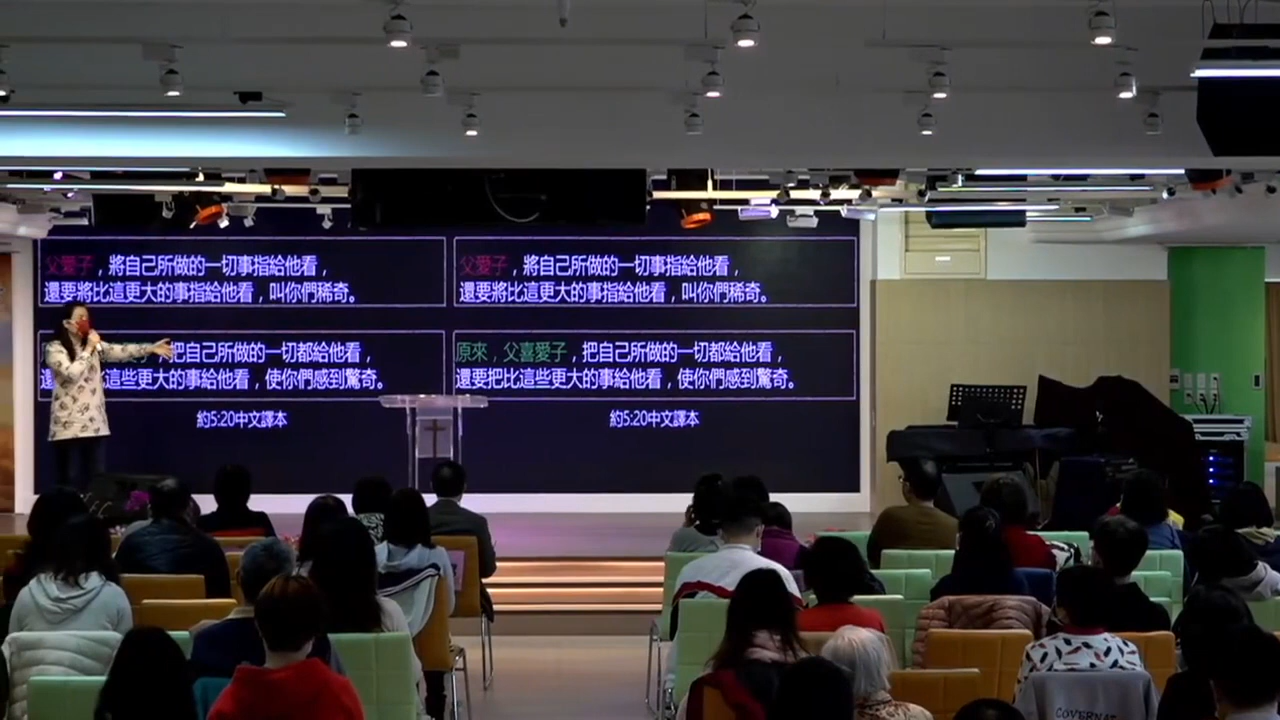 父愛子，將自己所做的一切事指給他看，
還要將比這更大的事指給他看，叫你們稀奇。
，把自己所做的一切都給他看，
還要把比這些更大的事給他看，使你們感到驚奇。
約5:20中文譯本
父愛子，將自己所做的一切事指給他看，
還要將比這更大的事指給他看，叫你們稀奇。
原來，父喜愛子，把自己所做的一切都給他看，
還要把比這些更大的事給他看，使你們感到驚奇。
約5:20中文譯本